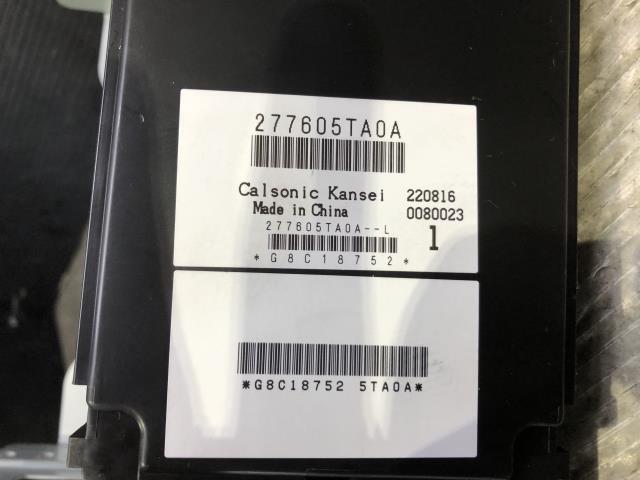 277605TA0A
Calsonic Kansei 220816
Made in China 0080023
277605TA0A--L 1
*G8C18752*
*G8C18752 5TA0A*